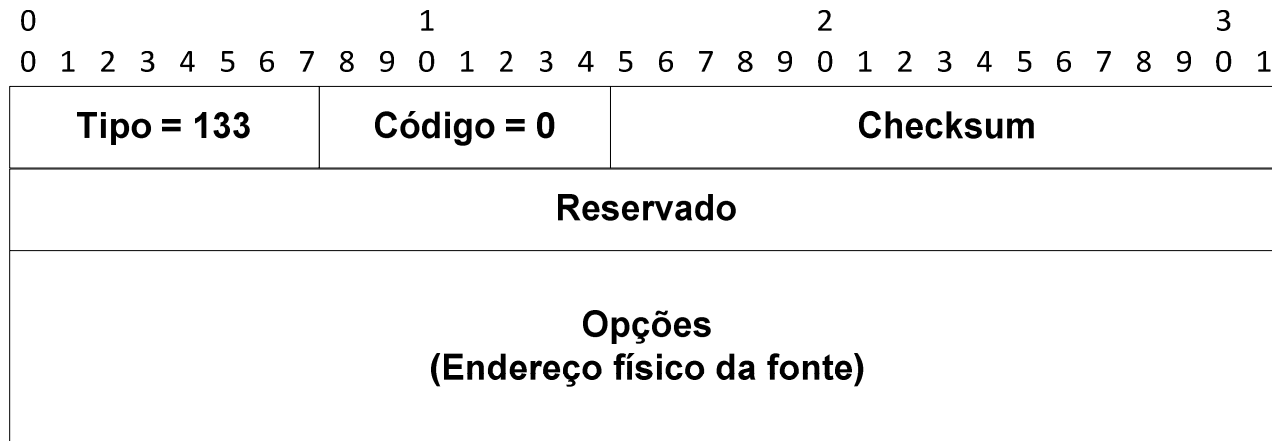 0 1 2 3
0 1 2 3 4 5 6 7 8 9 0 1 2 3 4 5 6 7 8 9 0 1 2 3 4 5 6 7 8 9 0 1
Tipo = 133 Código = 0 Checksum
Reservado
Opções
(Endereço físico da fonte)